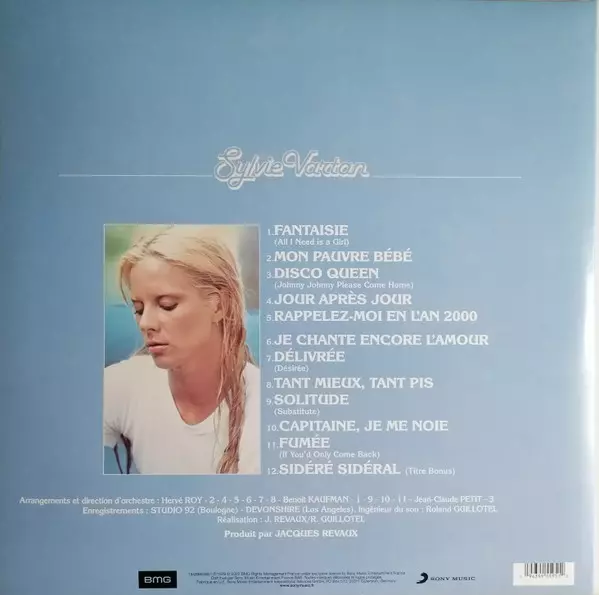 Sylvie Vartan
1. FANTAISIE
(All I Need is a Girl)
2. MON PAUVRE BÉBÉ
3. DISCO QUEEN
(Johnny Johnny Please Come Home)
4. JOUR APRÈS JOUR
5. RAPPELEZ-MOI EN L'AN 2000
6. JE CHANTE ENCORE L'AMOUR
7. DÉLIVRÉE
(Désirée)
8. TANT MIEUX, TANT PIS
9. SOLITUDE
(Substitute)
10. CAPITAINE, JE ME NOIE
11. FUMÉE
(If You'd Only Come Back)
12. SIDÉRÉ SIDÉRAL (Titre Bonus)
Arrangements et direction d'orchestre : Hervé ROY - 2 - 4 - 5 - 6 - 7 - 8 - Benoit KAUFMAN 1 - 9 - 10 - 11 - Jean-Claude PETIT - 3
Enregistrements : STUDIO 92 (Boulogne) - DEVONSHIRE (Los Angeles). Ingénieur du son : Roland GUILLOTEL
Réalisation : J. REVAUX/R. GUILLOTEL
Produit par JACQUES REVAUX
BMG
SONY MUSIC